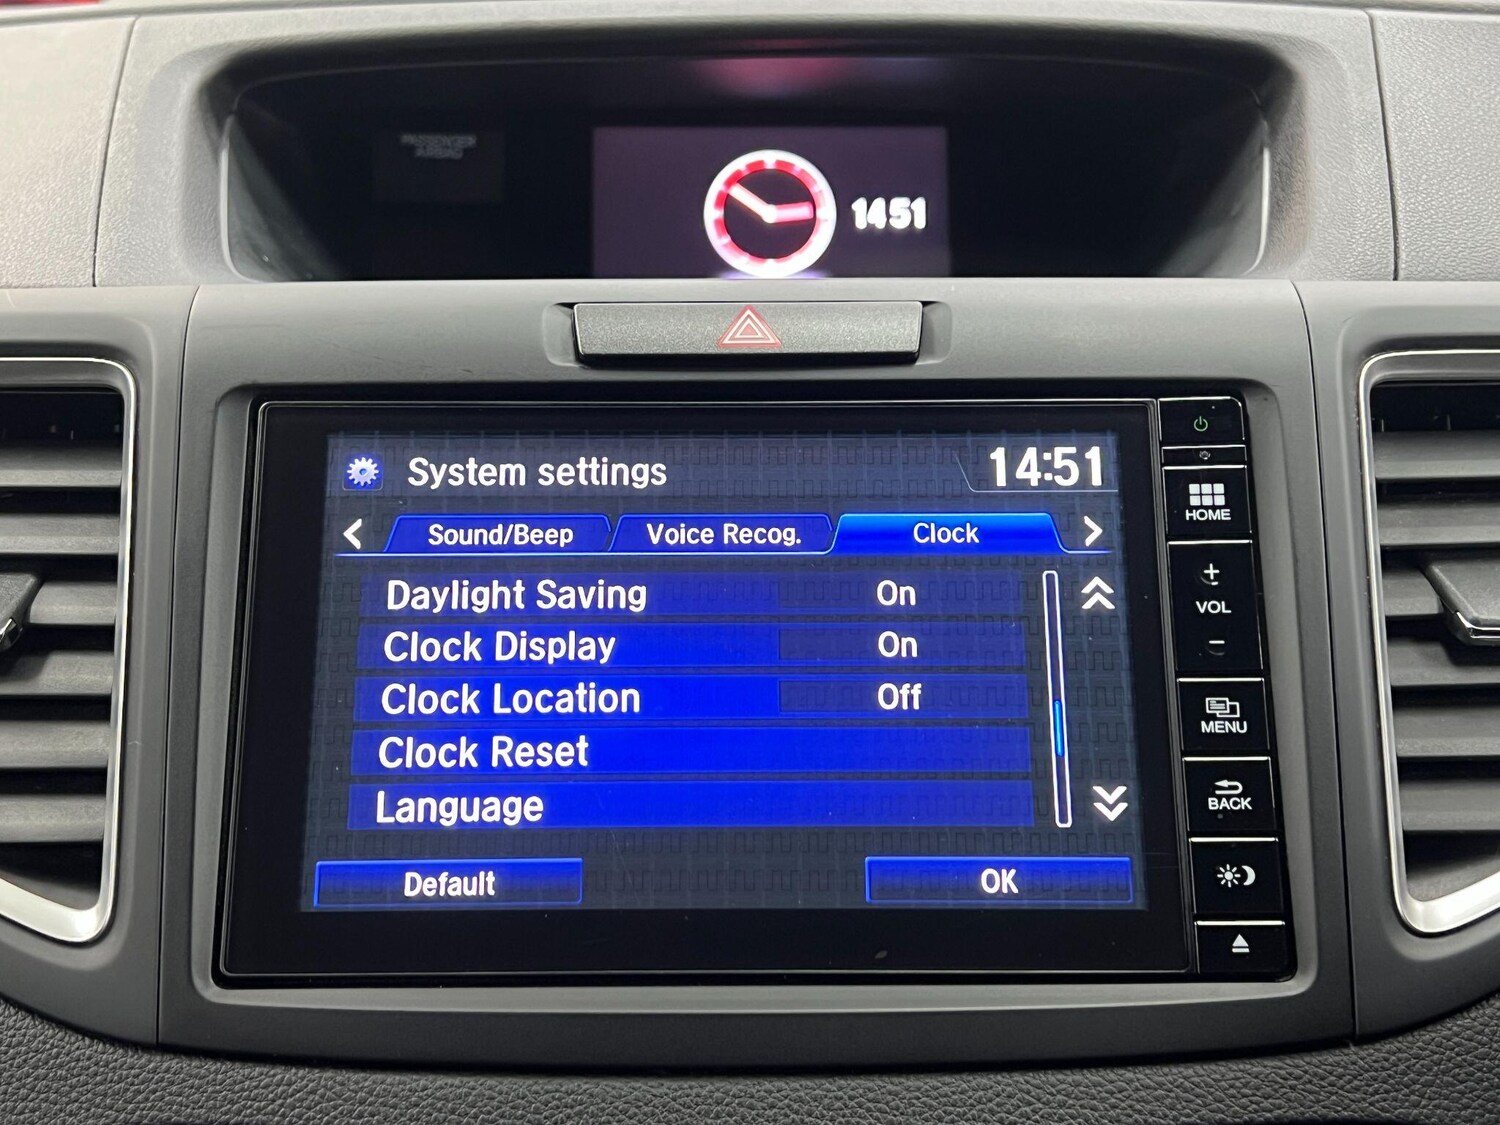 1451
System settings 14:51
Sound/Beep Voice Recog. Clock
Daylight Saving On
Clock Display On
Clock Location Off
Clock Reset
Language
Default OK
HOME
+
VOL
−
MENU
BACK